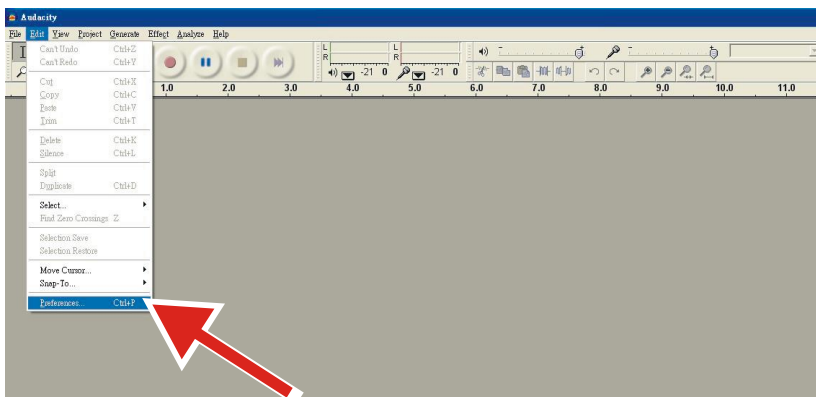 Audacity
File Edit View Project Generate Effect Analyze Help
Can't Undo Ctrl+Z
Can't Redo Ctrl+Y
Cut Ctrl+X
Copy Ctrl+C
Paste Ctrl+V
Trim Ctrl+T
Delete Ctrl+K
Silence Ctrl+L
Split
Duplicate Ctrl+D
Select...
Find Zero Crossings Z
Selection Save
Selection Restore
Move Cursor...
Snap-To...
Preferences... Ctrl+P
L L
R R
-21 0 -21 0
1.0 2.0 3.0 4.0 5.0 6.0 7.0 8.0 9.0 10.0 11.0